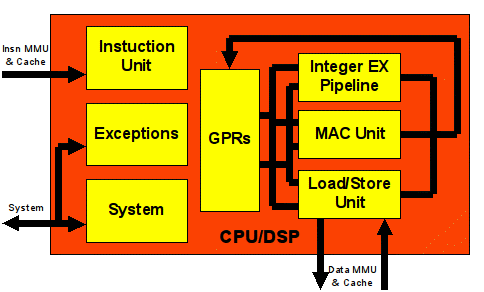 Insn MMU
& Cache
Instuction
Unit
Exceptions
System
System
GPRs
Integer EX
Pipeline
MAC Unit
Load/Store
Unit
CPU/DSP
Data MMU
& Cache